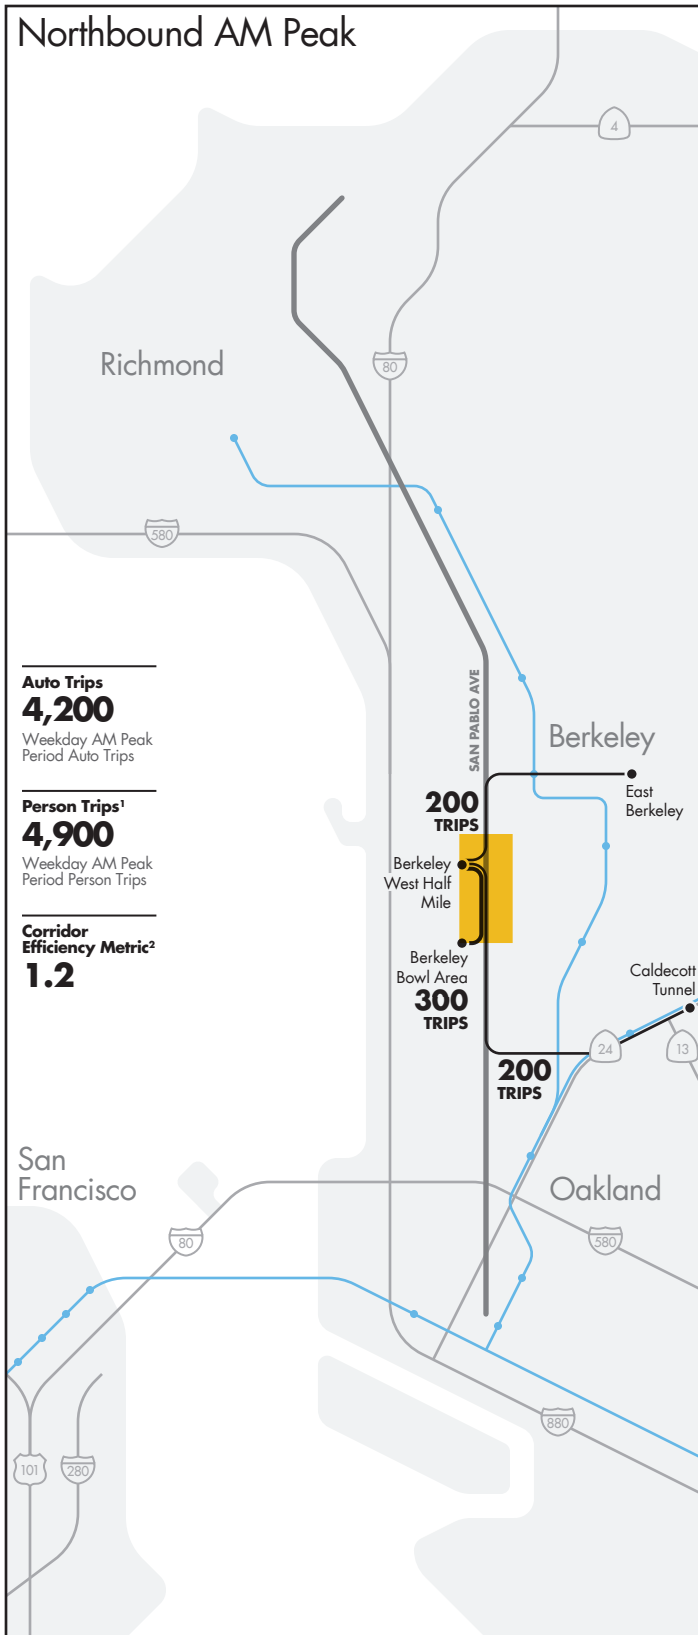 Northbound AM Peak
4
80
Richmond
580
SAN PABLO AVE
Auto Trips
4,200
Weekday AM Peak
Period Auto Trips
Person Trips¹
4,900
Weekday AM Peak
Period Person Trips
Corridor
Efficiency Metric²
1.2
Berkeley
East
Berkeley
200
TRIPS
Berkeley
West Half
Mile
Berkeley
Bowl Area
300
TRIPS
Caldecott
Tunnel
24
13
200
TRIPS
San
Francisco
Oakland
80
580
880
101
280